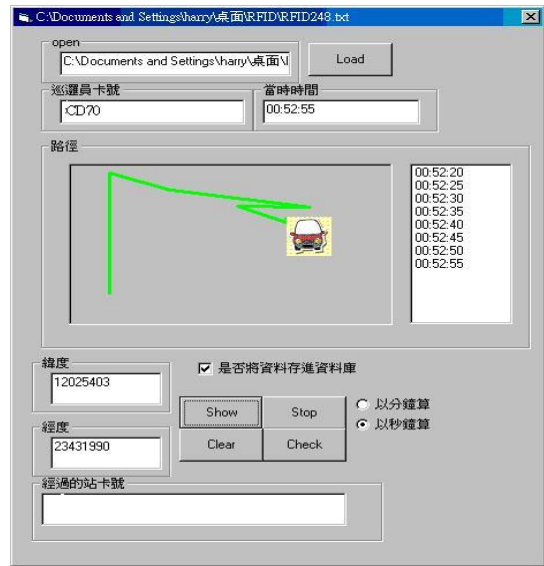 C:\Documents and Settings\harry\桌面\RFID\RFID248.txt
open
C:\Documents and Settings\harry\桌面\
Load
巡邏員卡號
當時時間
:CD70
00:52:55
路徑
00:52:20
00:52:25
00:52:30
00:52:35
00:52:40
00:52:45
00:52:50
00:52:55
緯度
12025403
是否將資料存進資料庫
Show
Stop
以分鐘算
以秒鐘算
經度
23431990
Clear
Check
經過的站卡號